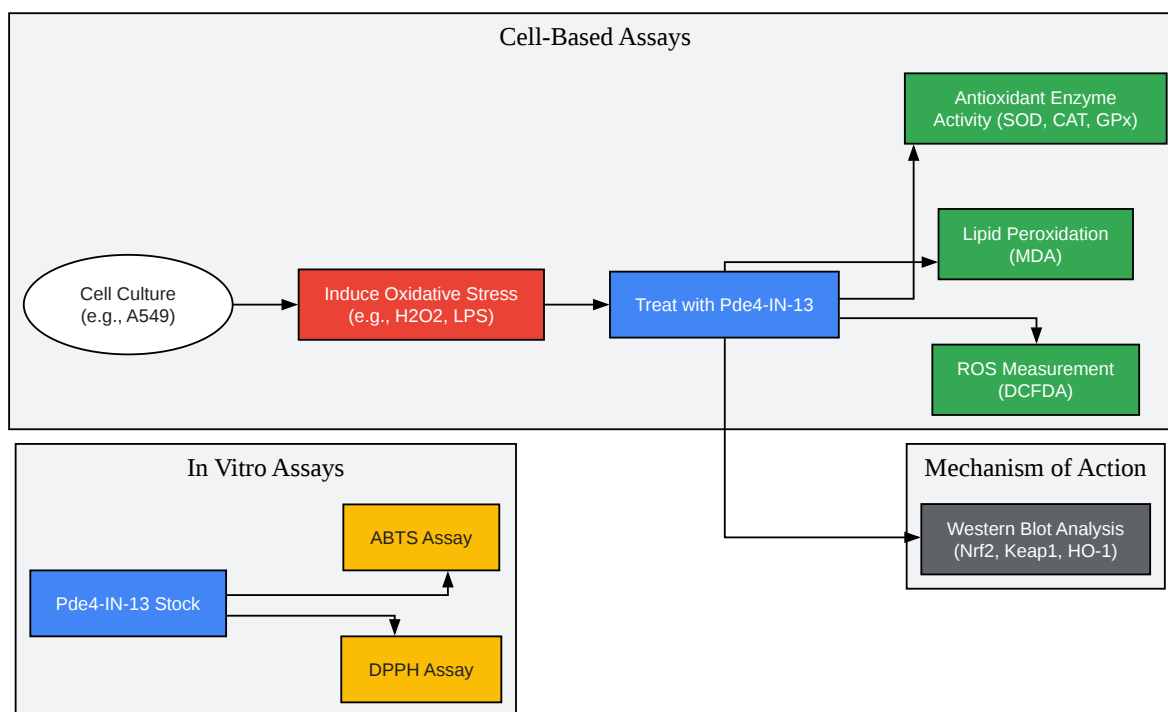 Cell-Based Assays
Antioxidant Enzyme
Activity (SOD, CAT, GPx)
Lipid Peroxidation
(MDA)
Cell Culture
(e.g., A549)
Induce Oxidative Stress
(e.g., H2O2, LPS)
Treat with Pde4-IN-13
ROS Measurement
(DCFDA)
In Vitro Assays
ABTS Assay
Pde4-IN-13 Stock
DPPH Assay
Mechanism of Action
Western Blot Analysis
(Nrf2, Keap1, HO-1)